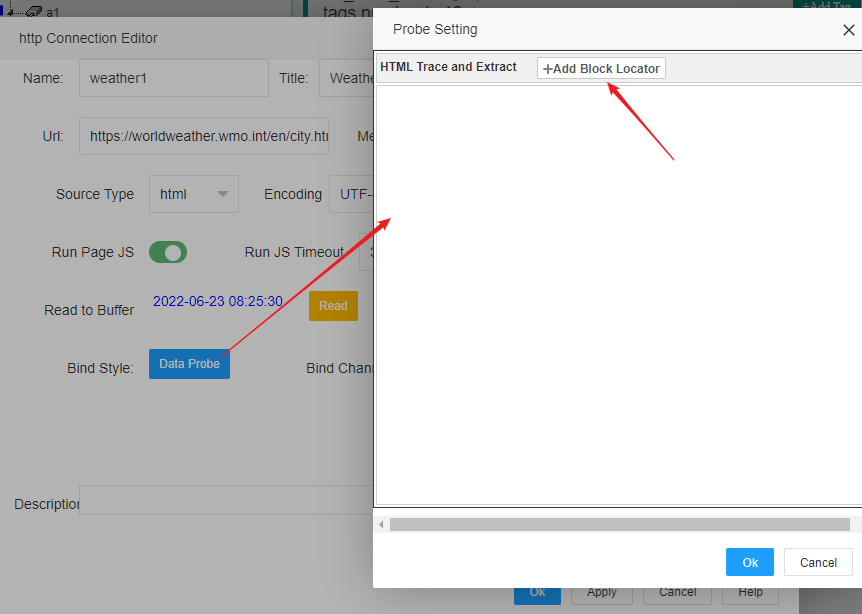 a1
+Add Tag
http Connection Editor
Probe Setting
Name: weather1 Title: Weathe
HTML Trace and Extract +Add Block Locator
Url: https://worldweather.wmo.int/en/city.htm Me
Source Type html Encoding UTF-
Run Page JS Run JS Timeout 3
Read to Buffer 2022-06-23 08:25:30 Read
Bind Style: Data Probe Bind Chann
Description
Ok Cancel
Ok Apply Cancel Help